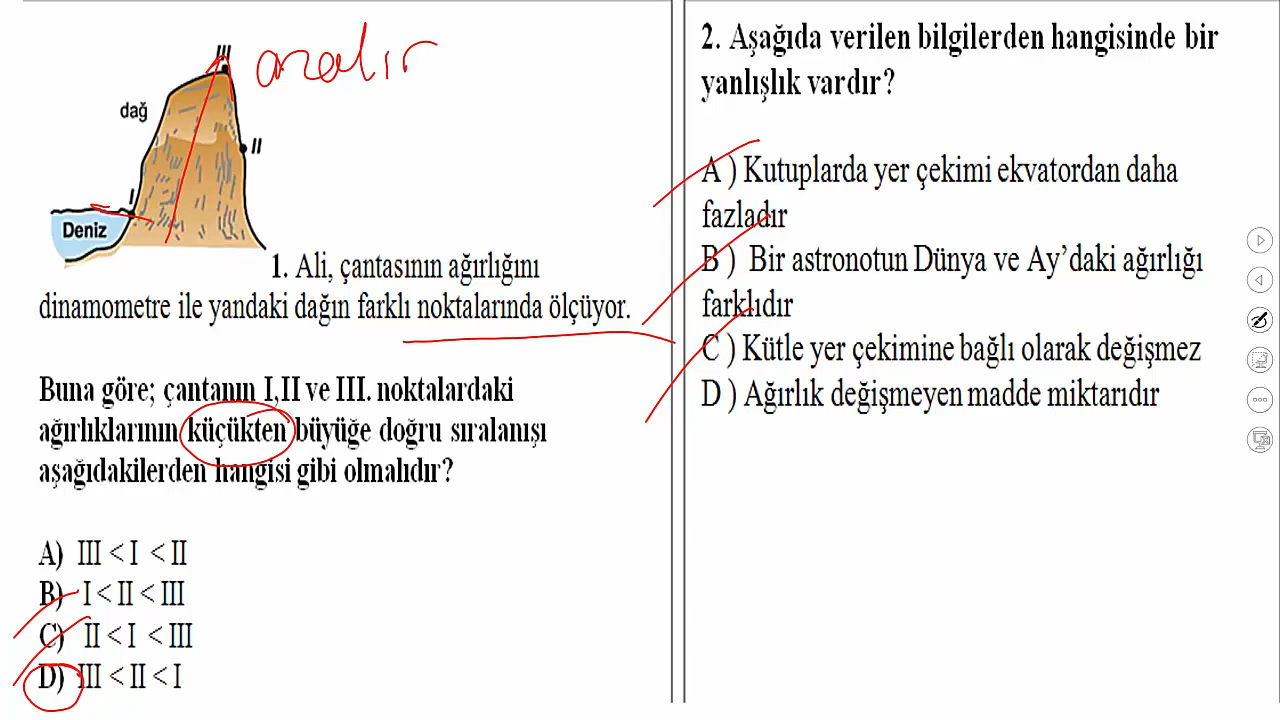 III
azalır
dağ
II
I
Deniz
1. Ali, çantasının ağırlığını
dinamometre ile yandaki dağın farklı noktalarında ölçüyor.
Buna göre; çantanın I,II ve III. noktalardaki
ağırlıklarının küçükten büyüğe doğru sıralanışı
aşağıdakilerden hangisi gibi olmalıdır?
A) III < I < II
B) I < II < III
C) II < I < III
D) III < II < I
2. Aşağıda verilen bilgilerden hangisinde bir
yanlışlık vardır?
A ) Kutuplarda yer çekimi ekvatordan daha
fazladır
B ) Bir astronotun Dünya ve Ay’daki ağırlığı
farklıdır
C ) Kütle yer çekimine bağlı olarak değişmez
D ) Ağırlık değişmeyen madde miktarıdır